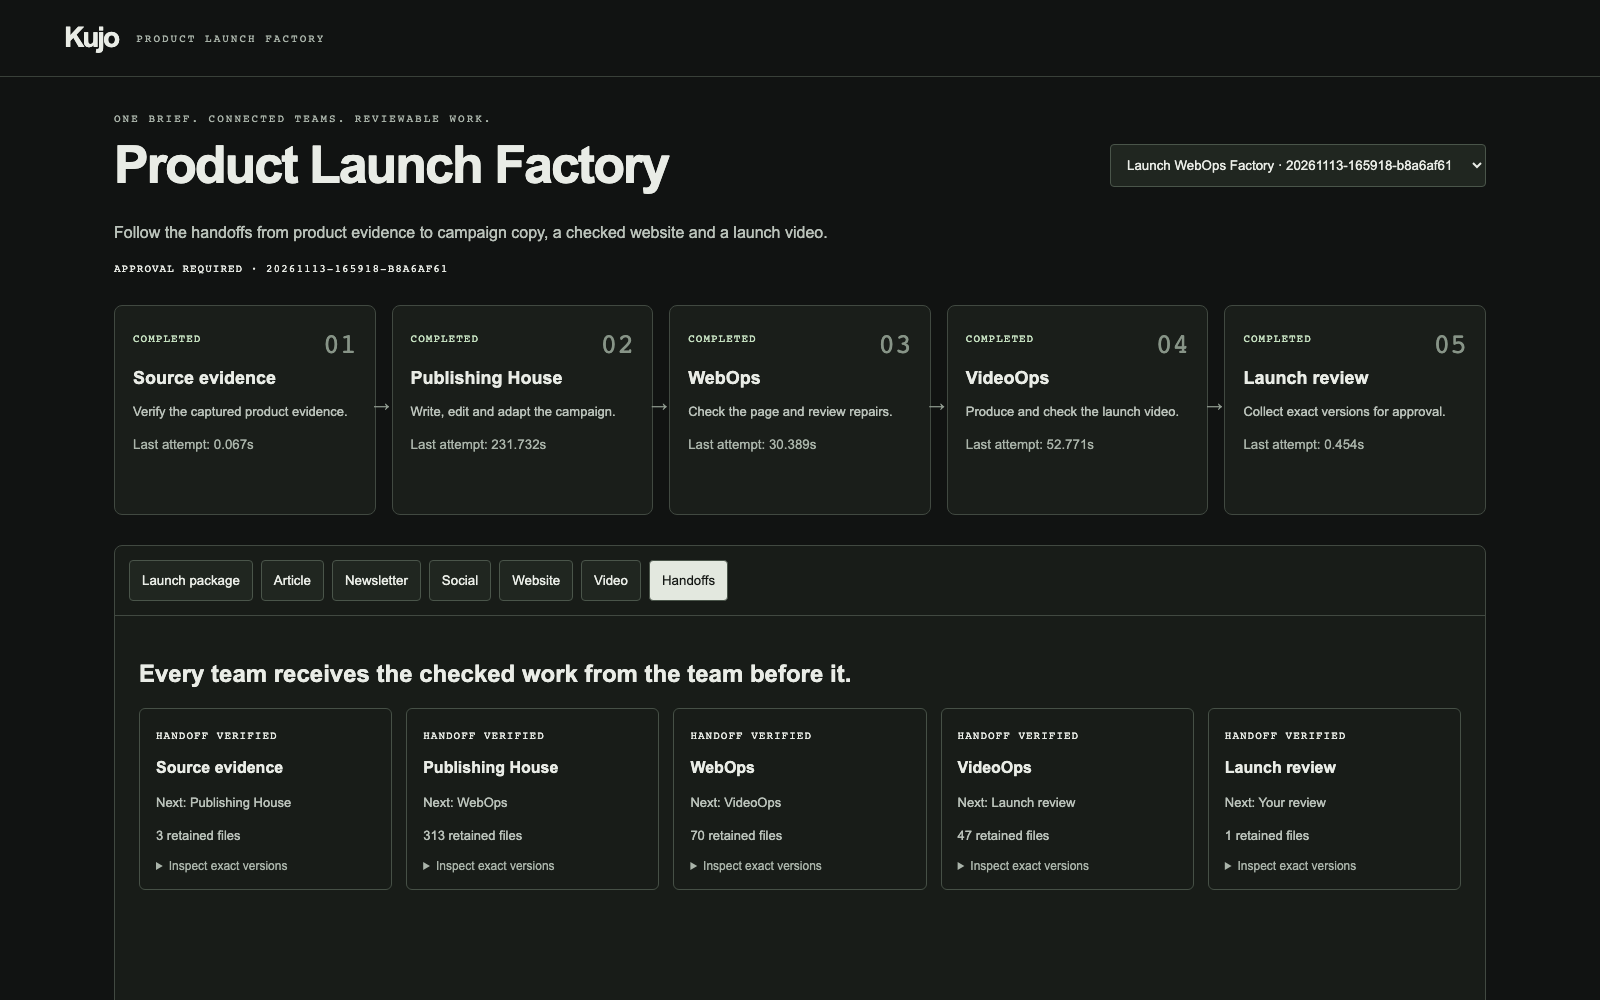 Kujo PRODUCT LAUNCH FACTORY
ONE BRIEF. CONNECTED TEAMS. REVIEWABLE WORK.
Product Launch Factory
Launch WebOps Factory · 20261113-165918-b8a6af61
Follow the handoffs from product evidence to campaign copy, a checked website and a launch video.
APPROVAL REQUIRED · 20261113-165918-B8A6AF61
COMPLETED 01
Source evidence
Verify the captured product evidence.
Last attempt: 0.067s
→
COMPLETED 02
Publishing House
Write, edit and adapt the campaign.
Last attempt: 231.732s
→
COMPLETED 03
WebOps
Check the page and review repairs.
Last attempt: 30.389s
→
COMPLETED 04
VideoOps
Produce and check the launch video.
Last attempt: 52.771s
→
COMPLETED 05
Launch review
Collect exact versions for approval.
Last attempt: 0.454s
Launch package Article Newsletter Social Website Video Handoffs
Every team receives the checked work from the team before it.
HANDOFF VERIFIED
Source evidence
Next: Publishing House
3 retained files
▶ Inspect exact versions
HANDOFF VERIFIED
Publishing House
Next: WebOps
313 retained files
▶ Inspect exact versions
HANDOFF VERIFIED
WebOps
Next: VideoOps
70 retained files
▶ Inspect exact versions
HANDOFF VERIFIED
VideoOps
Next: Launch review
47 retained files
▶ Inspect exact versions
HANDOFF VERIFIED
Launch review
Next: Your review
1 retained files
▶ Inspect exact versions